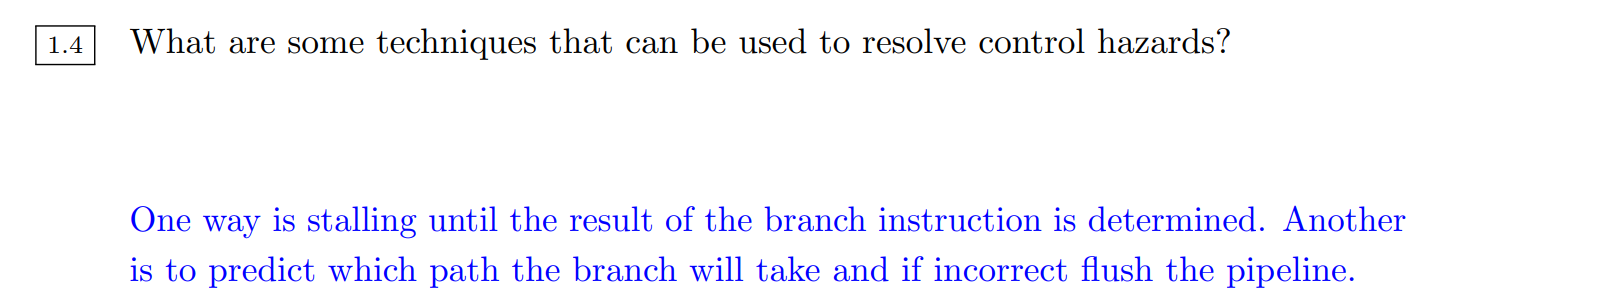 1.4 What are some techniques that can be used to resolve control hazards?
One way is stalling until the result of the branch instruction is determined. Another
is to predict which path the branch will take and if incorrect flush the pipeline.